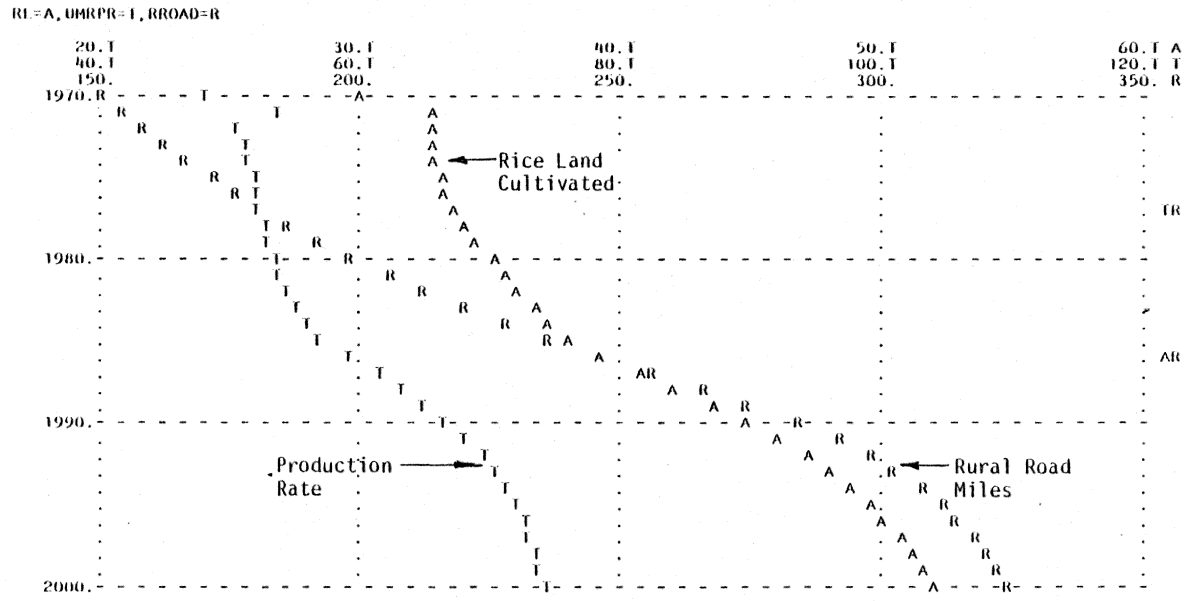 RL=A,UMRPR=T,RROAD=R
20.T 30.T 40.T 50.T 60.T A
40.T 60.T 80.T 100.T 120.T T
150. 200. 250. 300. 350. R
1970.R - - - - T - - - - A - - - -
R T A
R T A
R T A
R T A
Rice Land
R T A
Cultivated
R T A
T A TR
T R A
T R A
1980. - - - - T - - R - - A - - - -
T R A
T R A
T R A
T R A
T R A
T A AR
T AR
T A R
T A R
1990. - - - - T - - - A - R - - - -
T A R
T A R
Production
T A R
Rural Road
Rate
T A R
Miles
T A R
T A R
T A R
T A R
T A R
2000. - - - - T - - - A - -R- - - -